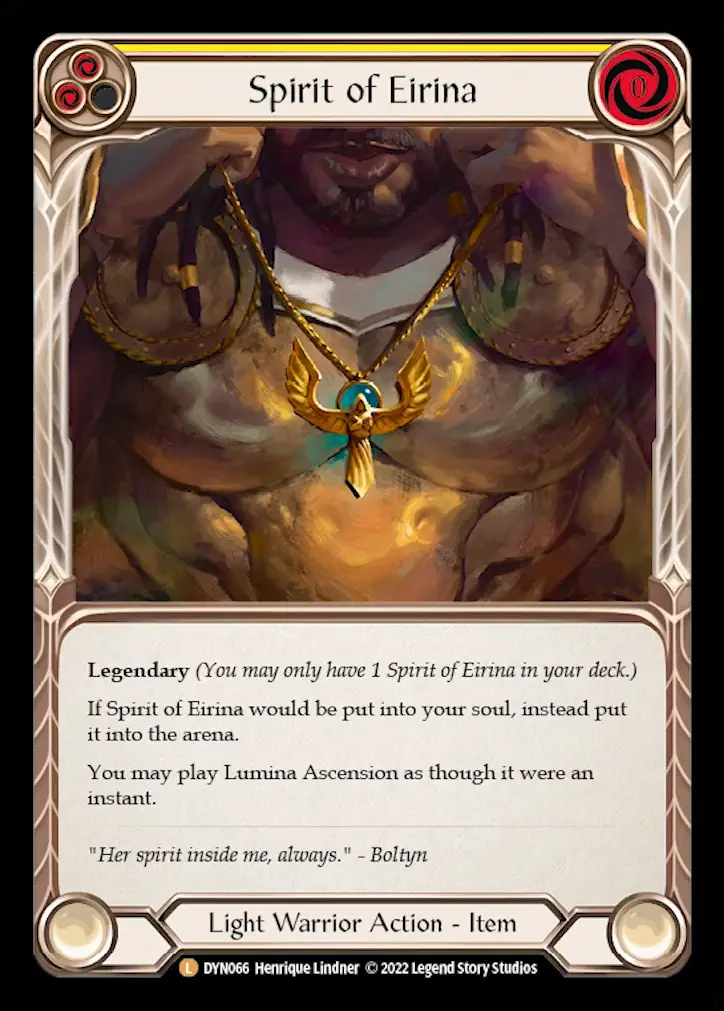 Spirit of Eirina
0
Legendary (You may only have 1 Spirit of Eirina in your deck.)
If Spirit of Eirina would be put into your soul, instead put
it into the arena.
You may play Lumina Ascension as though it were an
instant.
"Her spirit inside me, always." - Boltyn
Light Warrior Action - Item
L DYN066 Henrique Lindner © 2022 Legend Story Studios